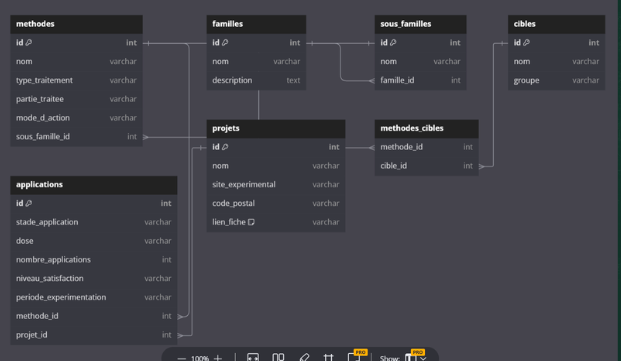 methodes
id int
nom varchar
type_traitement varchar
partie_traitee varchar
mode_d_action varchar
sous_famille_id int
familles
id int
nom varchar
description text
sous_familles
id int
nom varchar
famille_id int
cibles
id int
nom varchar
groupe varchar
projets
id int
nom varchar
site_experimental varchar
code_postal varchar
lien_fiche varchar
methodes_cibles
methode_id int
cible_id int
applications
id int
stade_application varchar
dose varchar
nombre_applications int
niveau_satisfaction varchar
periode_experimentation varchar
methode_id int
projet_id int
100%
PRO
Show:
PRO